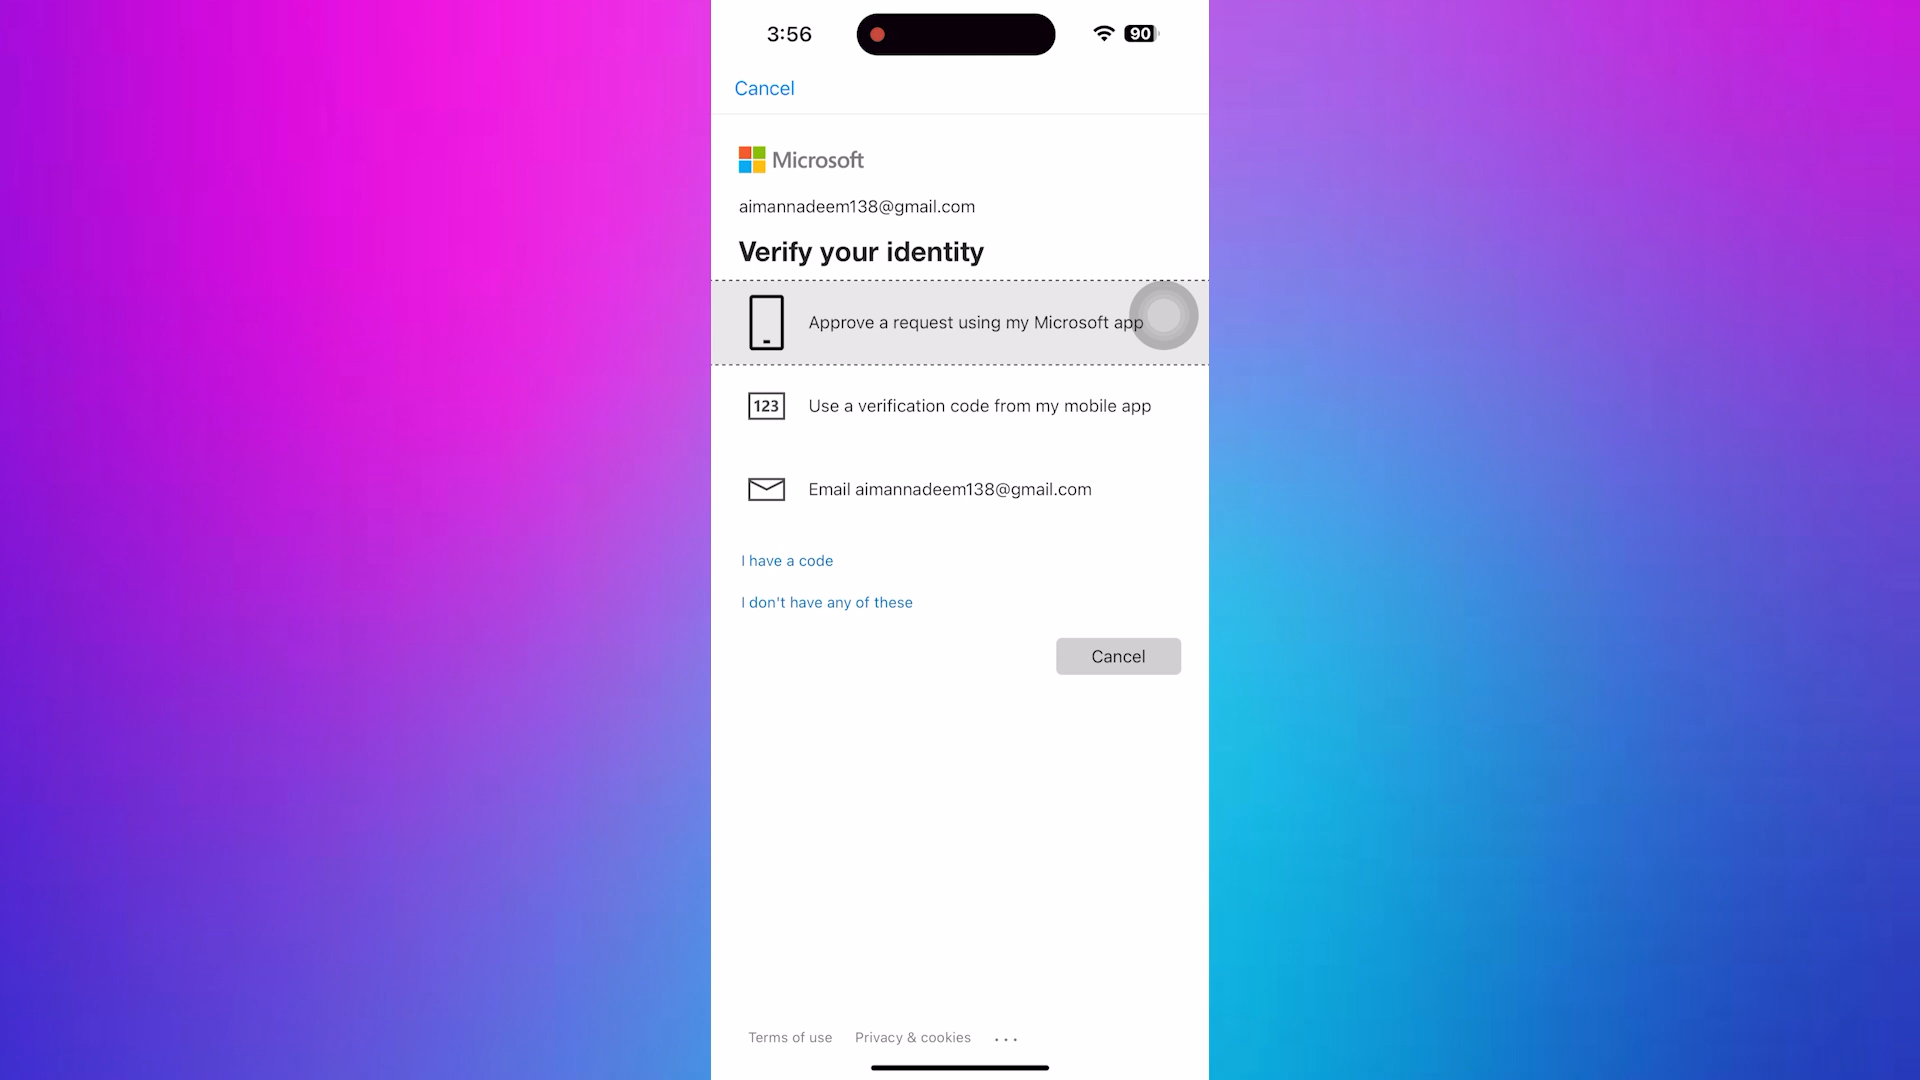 3:56
90
Cancel
Microsoft
aimannadeem138@gmail.com
Verify your identity
Approve a request using my Microsoft app
123
Use a verification code from my mobile app
Email aimannadeem138@gmail.com
I have a code
I don't have any of these
Cancel
Terms of use Privacy & cookies ...